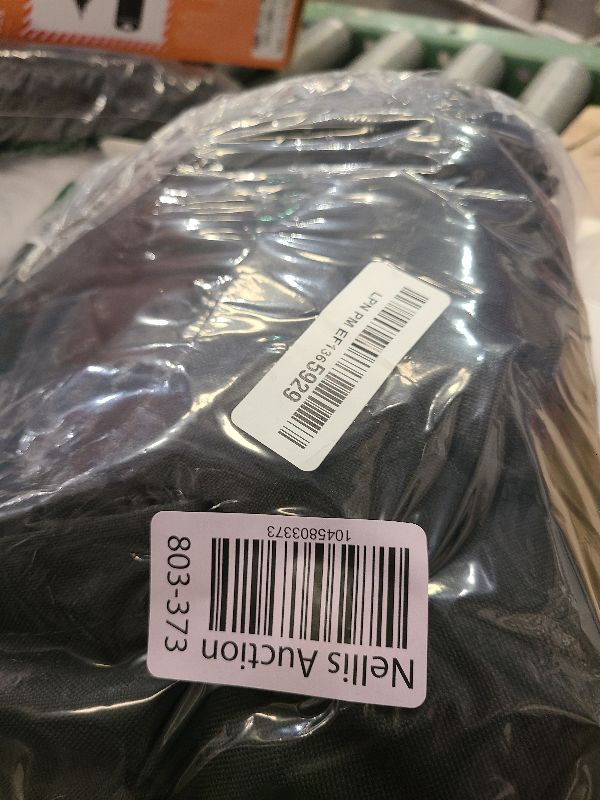 LPN PM EF1365929
1045803373
803-373
Nellis Auction